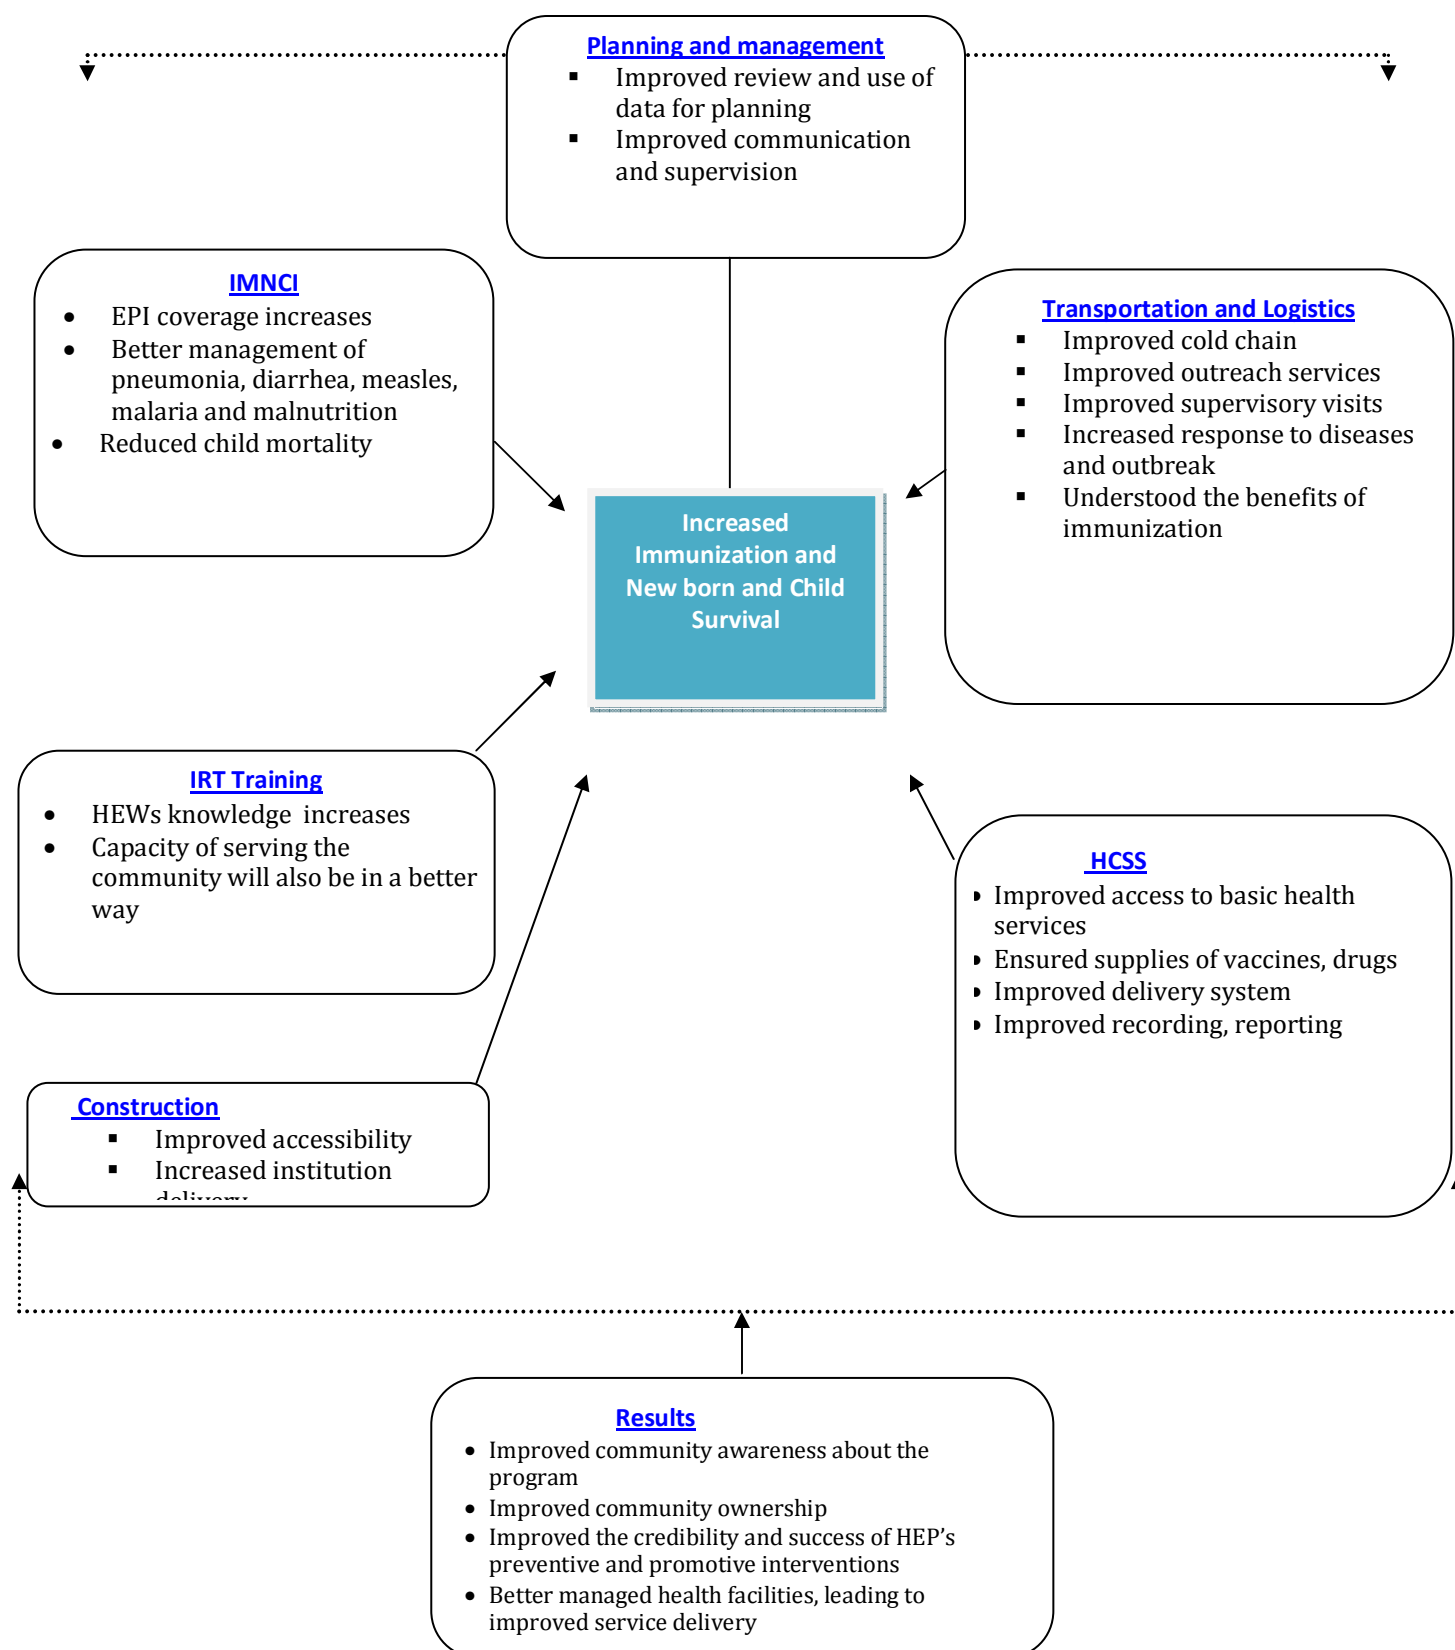 Planning and management
▪ Improved review and use of
data for planning
▪ Improved communication
and supervision
IMNCI
• EPI coverage increases
• Better management of
pneumonia, diarrhea, measles,
malaria and malnutrition
• Reduced child mortality
Transportation and Logistics
▪ Improved cold chain
▪ Improved outreach services
▪ Improved supervisory visits
▪ Increased response to diseases
and outbreak
▪ Understood the benefits of
immunization
Increased
Immunization and
New born and Child
Survival
IRT Training
• HEWs knowledge increases
• Capacity of serving the
community will also be in a better
way
HCSS
• Improved access to basic health
services
• Ensured supplies of vaccines, drugs
• Improved delivery system
• Improved recording, reporting
Construction
▪ Improved accessibility
▪ Increased institution
delivery
Results
• Improved community awareness about the
program
• Improved community ownership
• Improved the credibility and success of HEP’s
preventive and promotive interventions
• Better managed health facilities, leading to
improved service delivery